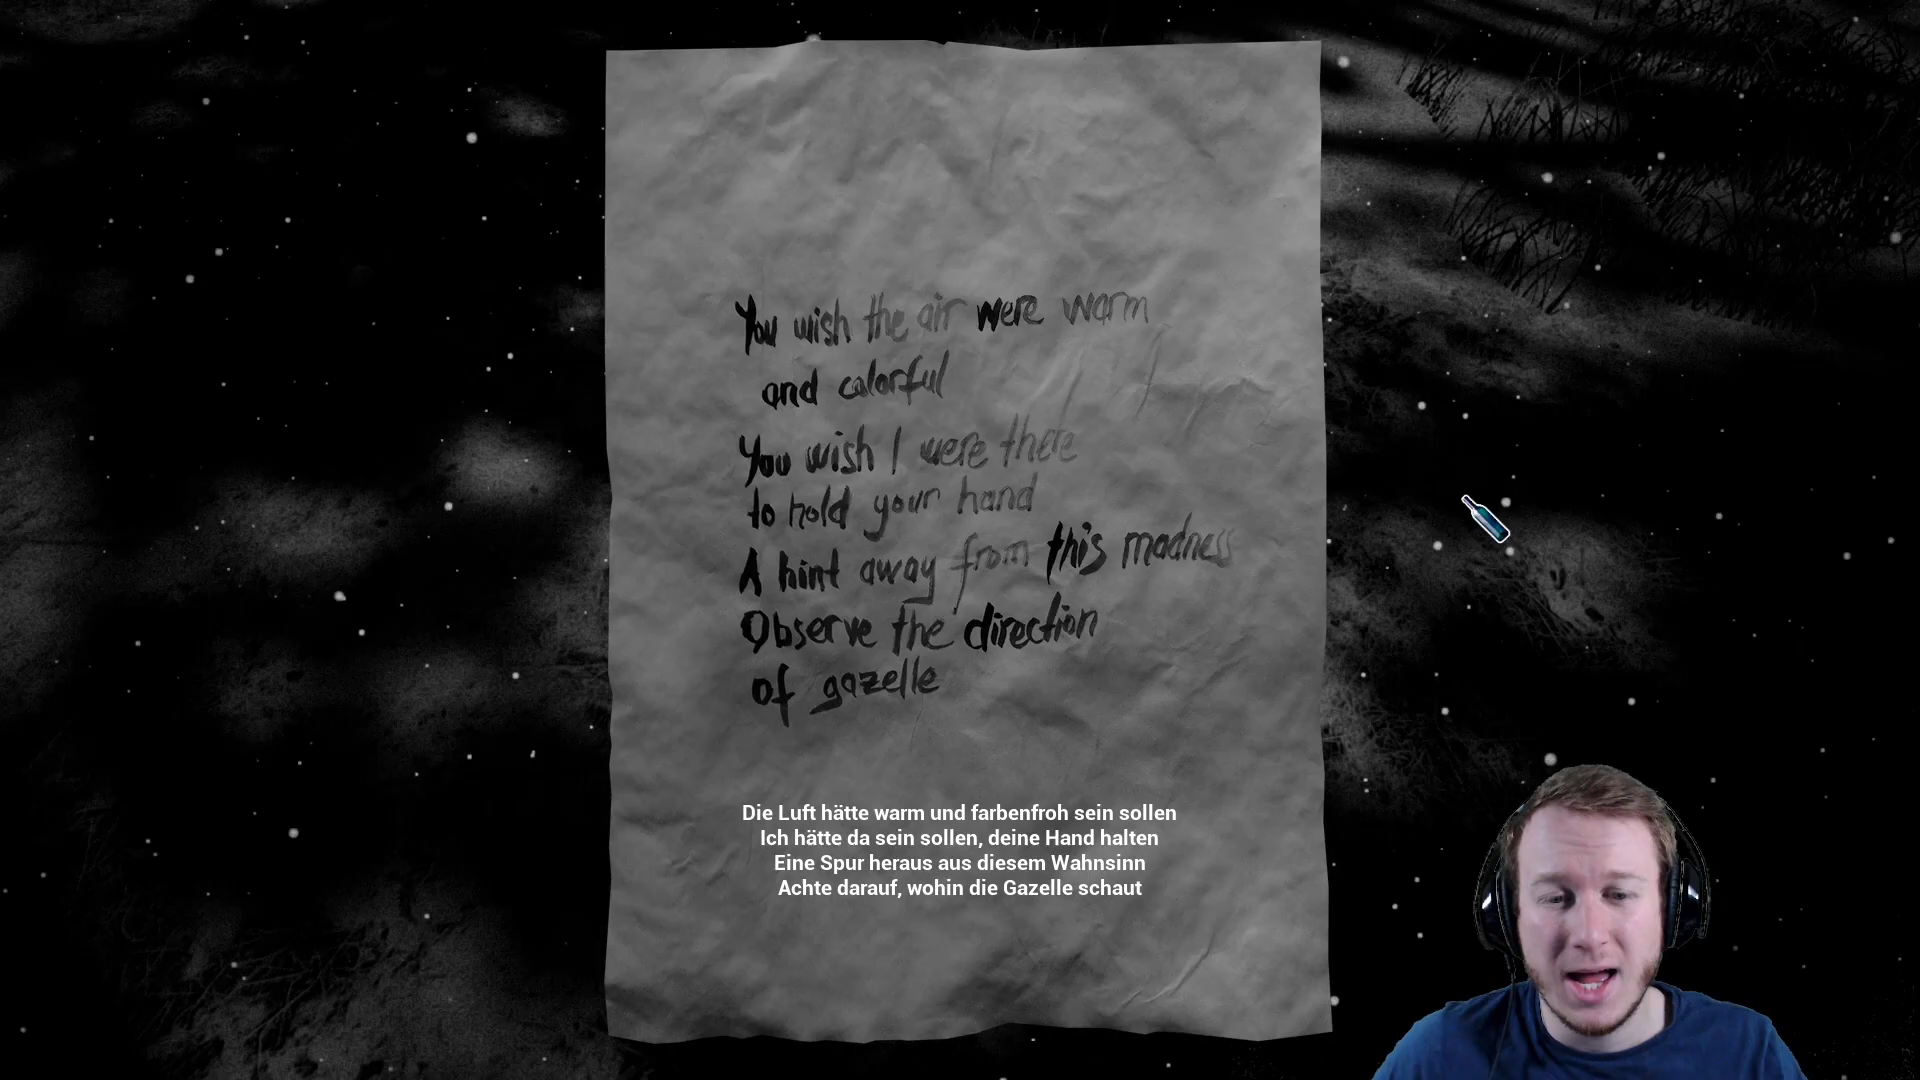 You wish the air were warm
and colorful
You wish I were there
to hold your hand
A hint away from this madness
Observe the direction
of gazelle
Die Luft hätte warm und farbenfroh sein sollen
Ich hätte da sein sollen, deine Hand halten
Eine Spur heraus aus diesem Wahnsinn
Achte darauf, wohin die Gazelle schaut